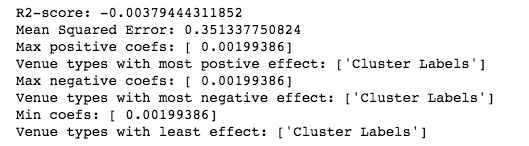 R2-score: -0.00379444311852
Mean Squared Error: 0.351337750824
Max positive coefs: [ 0.00199386]
Venue types with most postive effect: ['Cluster Labels']
Max negative coefs: [ 0.00199386]
Venue types with most negative effect: ['Cluster Labels']
Min coefs: [ 0.00199386]
Venue types with least effect: ['Cluster Labels']